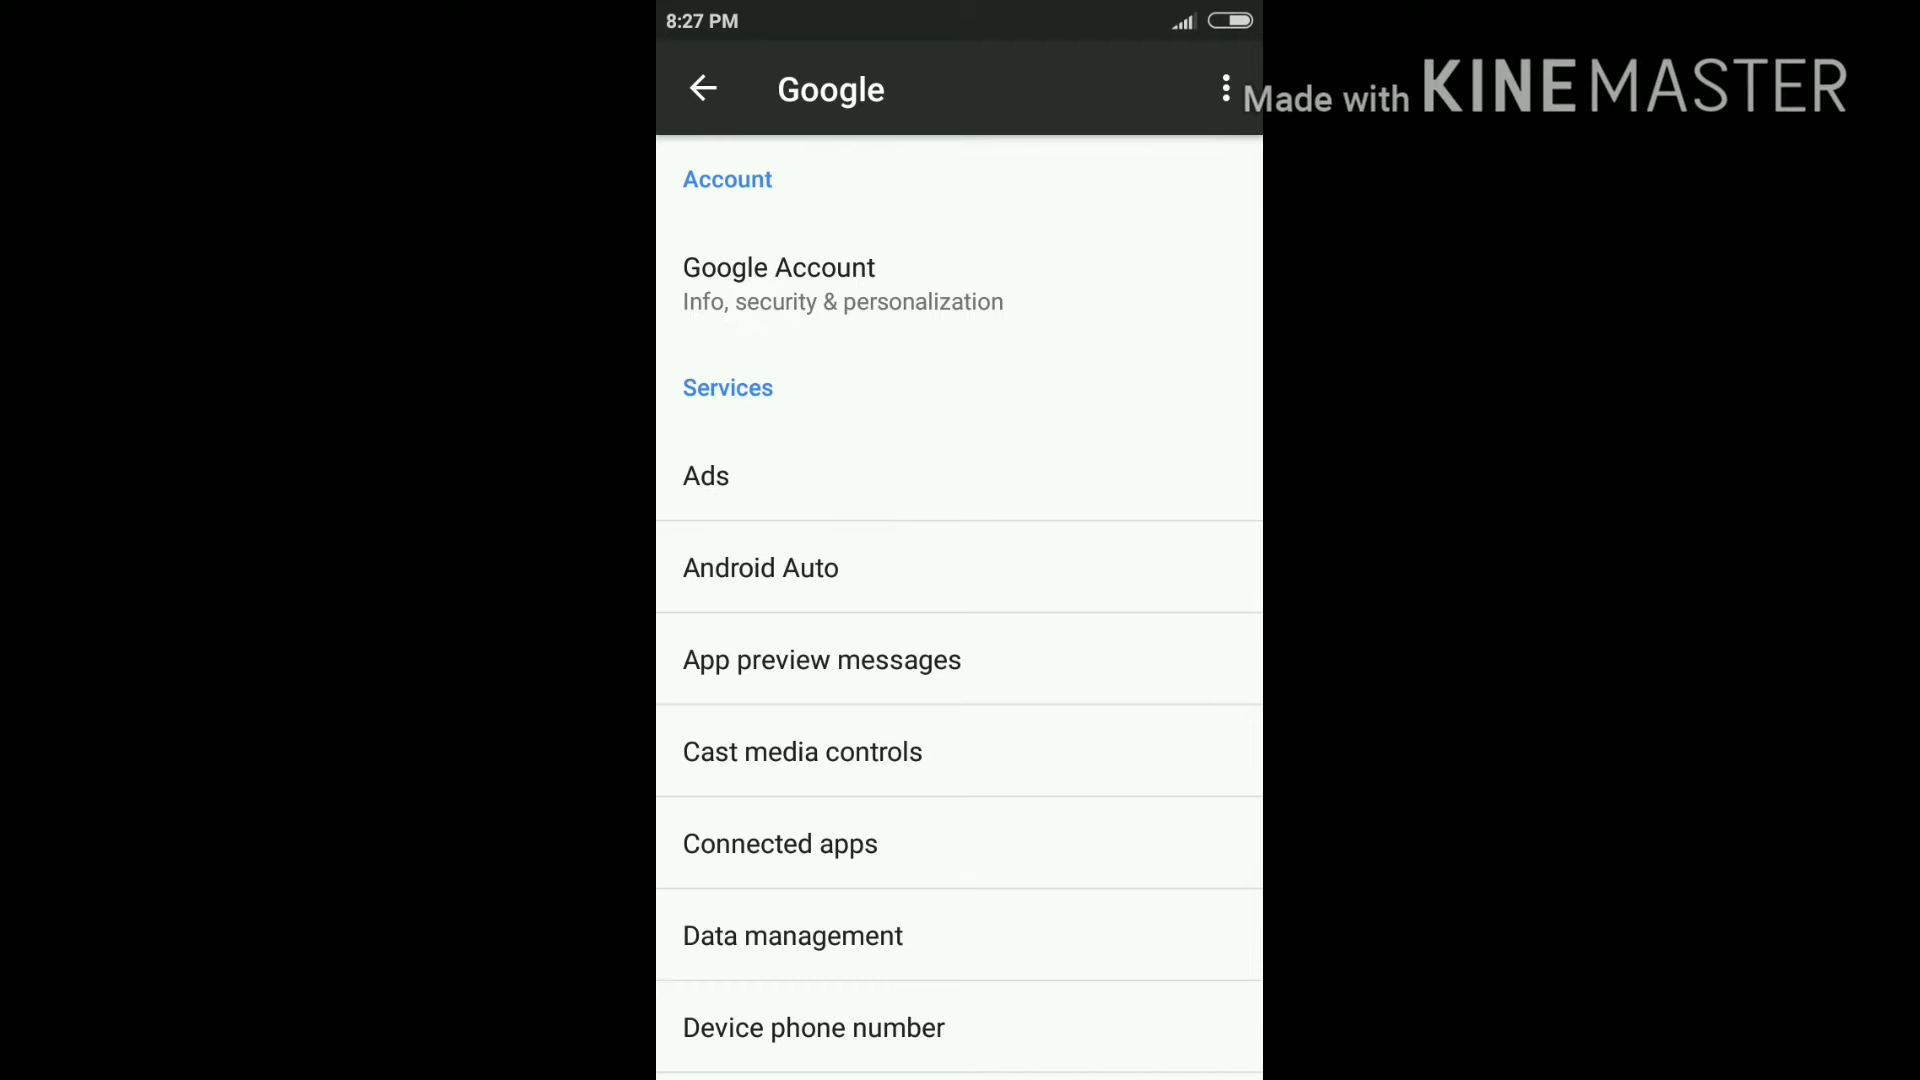 8:27 PM
Google
Made with KINEMASTER
Account
Google Account
Info, security & personalization
Services
Ads
Android Auto
App preview messages
Cast media controls
Connected apps
Data management
Device phone number